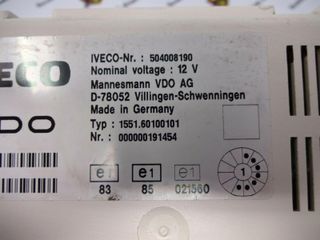 IVECO-Nr. : 504008190
Nominal voltage : 12 V
Mannesmann VDO AG
D-78052 Villingen-Schwenningen
Made in Germany
Typ : 1551.60100101
Nr. : 000000191454
VECO
DO
e1 e1
83 85 021560
1